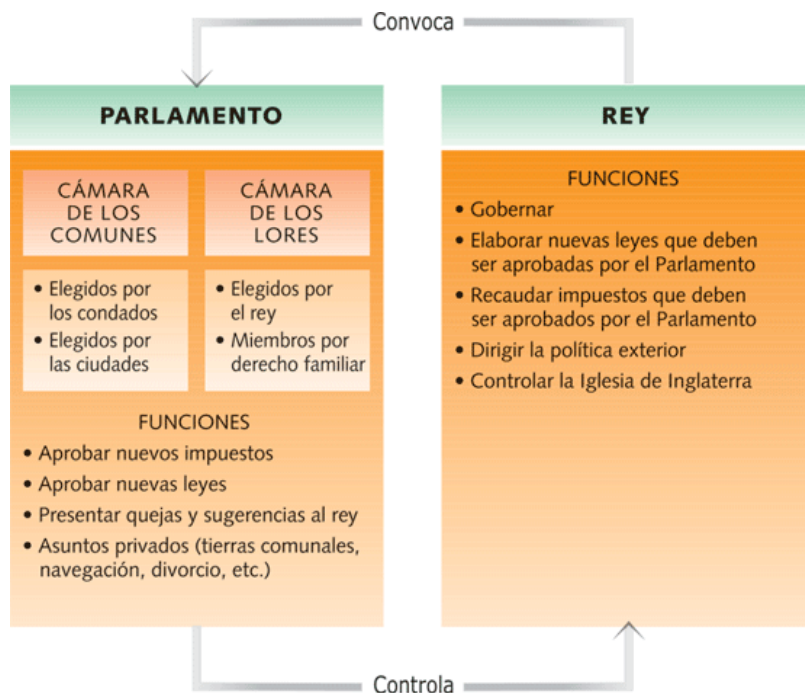 Convoca
PARLAMENTO
CÁMARA
DE LOS
COMUNES
• Elegidos por
los condados
• Elegidos por
las ciudades
CÁMARA
DE LOS
LORES
• Elegidos por
el rey
• Miembros por
derecho familiar
FUNCIONES
• Aprobar nuevos impuestos
• Aprobar nuevas leyes
• Presentar quejas y sugerencias al rey
• Asuntos privados (tierras comunales,
navegación, divorcio, etc.)
REY
FUNCIONES
• Gobernar
• Elaborar nuevas leyes que deben
ser aprobadas por el Parlamento
• Recaudar impuestos que deben
ser aprobados por el Parlamento
• Dirigir la política exterior
• Controlar la Iglesia de Inglaterra
Controla